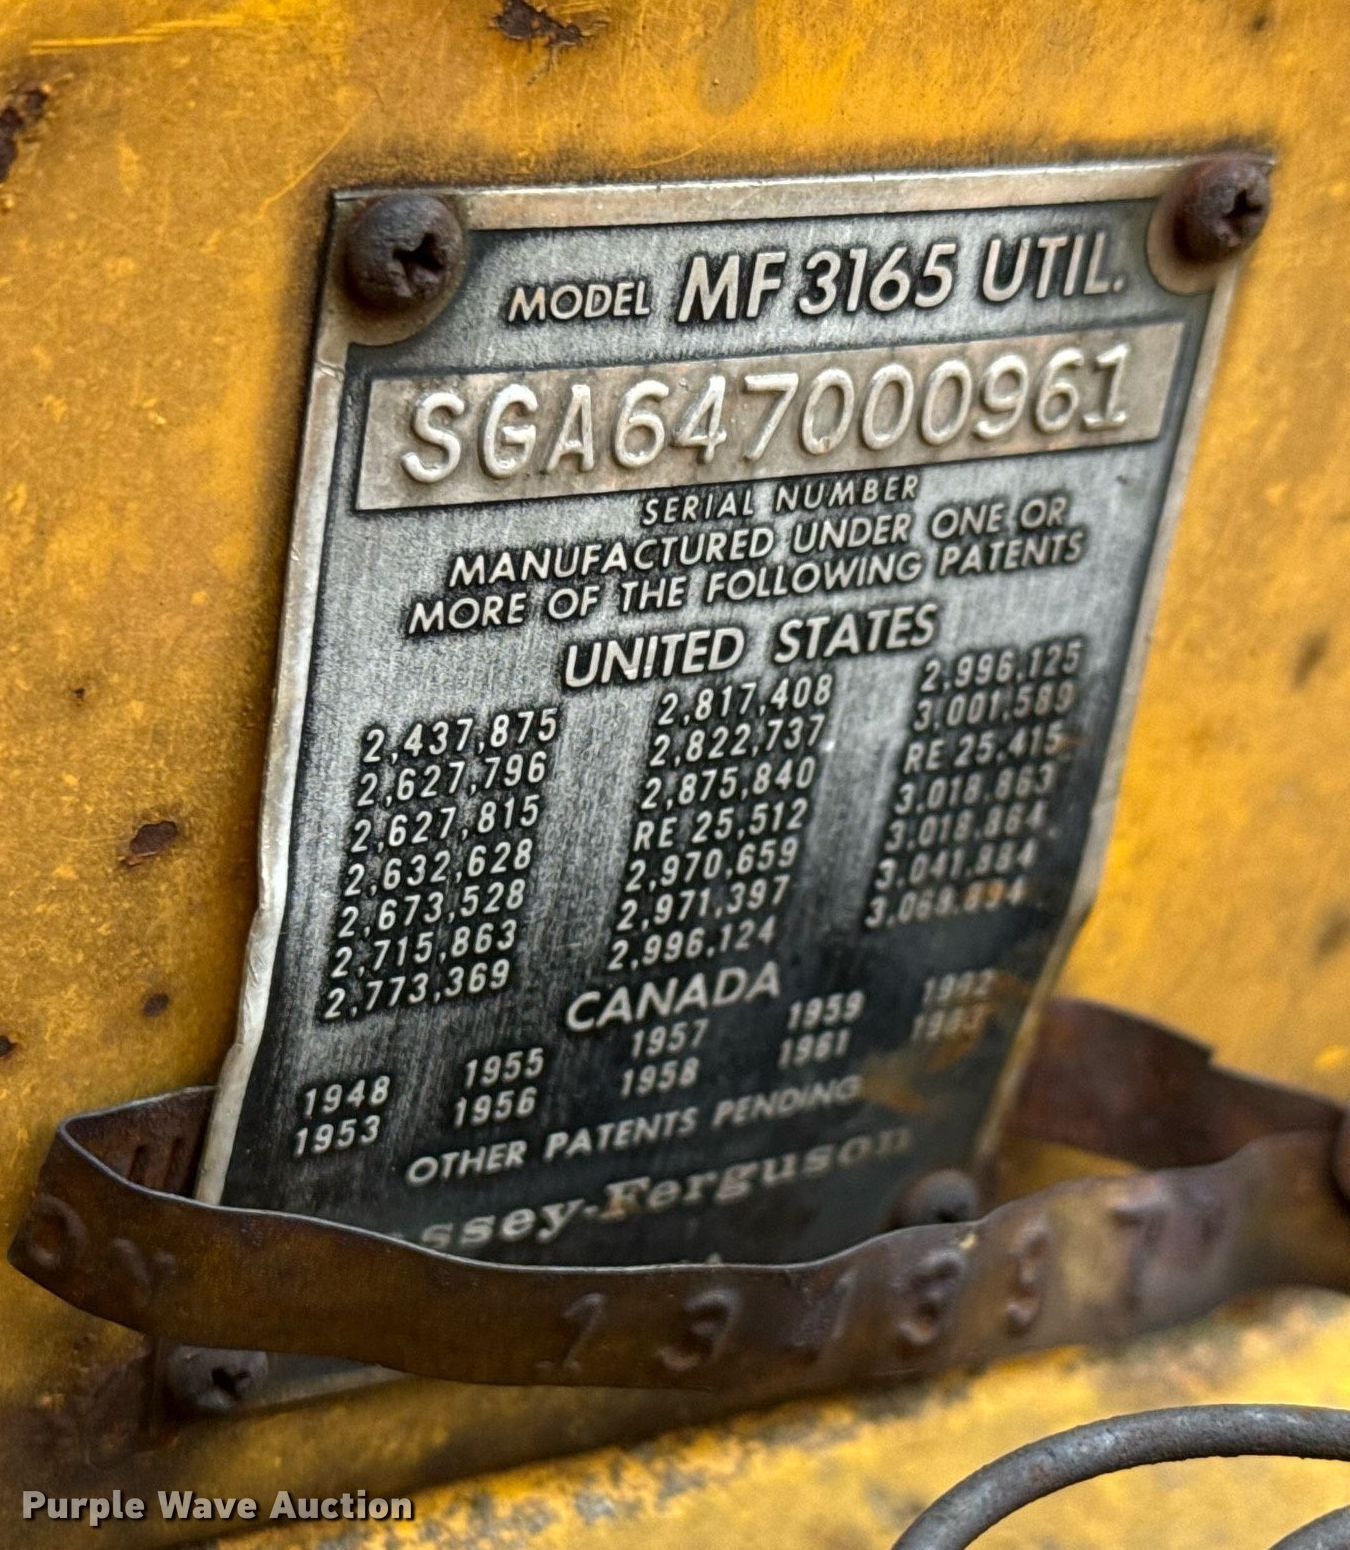 MODEL MF 3165 UTIL.
SGA647000961
SERIAL NUMBER
MANUFACTURED UNDER ONE OR
MORE OF THE FOLLOWING PATENTS
UNITED STATES
2,437,875 2,817,408 2,996,125
2,627,796 2,822,737 3,001,589
2,627,815 2,875,840 RE 25,415
2,632,628 RE 25,512 3,018,863
2,673,528 2,970,659 3,018,864
2,715,863 2,971,397 3,041,884
2,773,369 2,996,124
CANADA
1948 1955 1957 1959 1962
1953 1956 1958 1961 1963
OTHER PATENTS PENDING
ssey-Ferguson
Purple Wave Auction